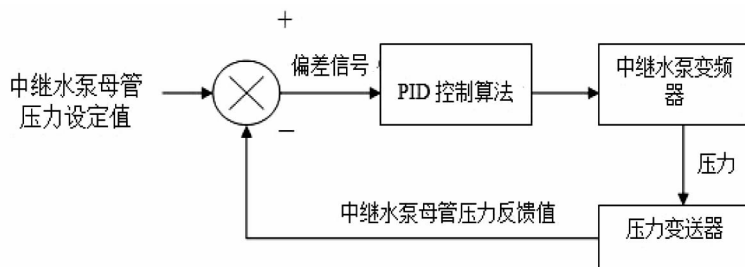 +
中继水泵母管
压力设定值
偏差信号
−
PID 控制算法
中继水泵变频
器
压力
压力变送器
中继水泵母管压力反馈值